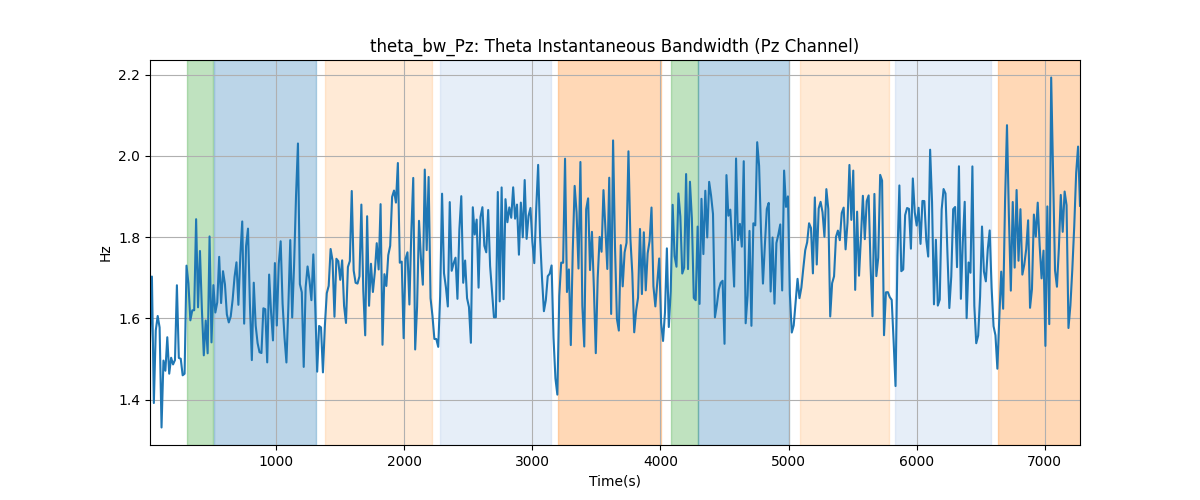 theta_bw_Pz: Theta Instantaneous Bandwidth (Pz Channel)
Hz
2.2
2.0
1.8
1.6
1.4
1000 2000 3000 4000 5000 6000 7000
Time(s)